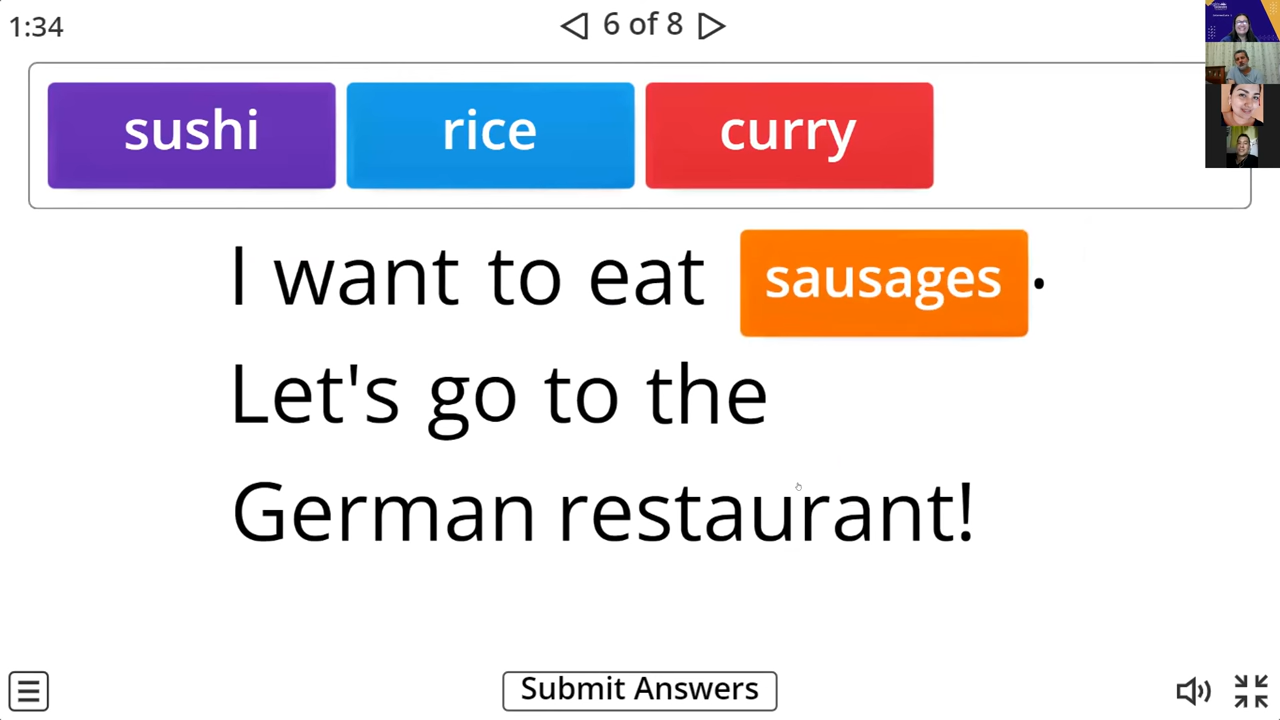 1:34
6 of 8
sushi rice curry
I want to eat sausages.
Let's go to the
German restaurant!
Submit Answers